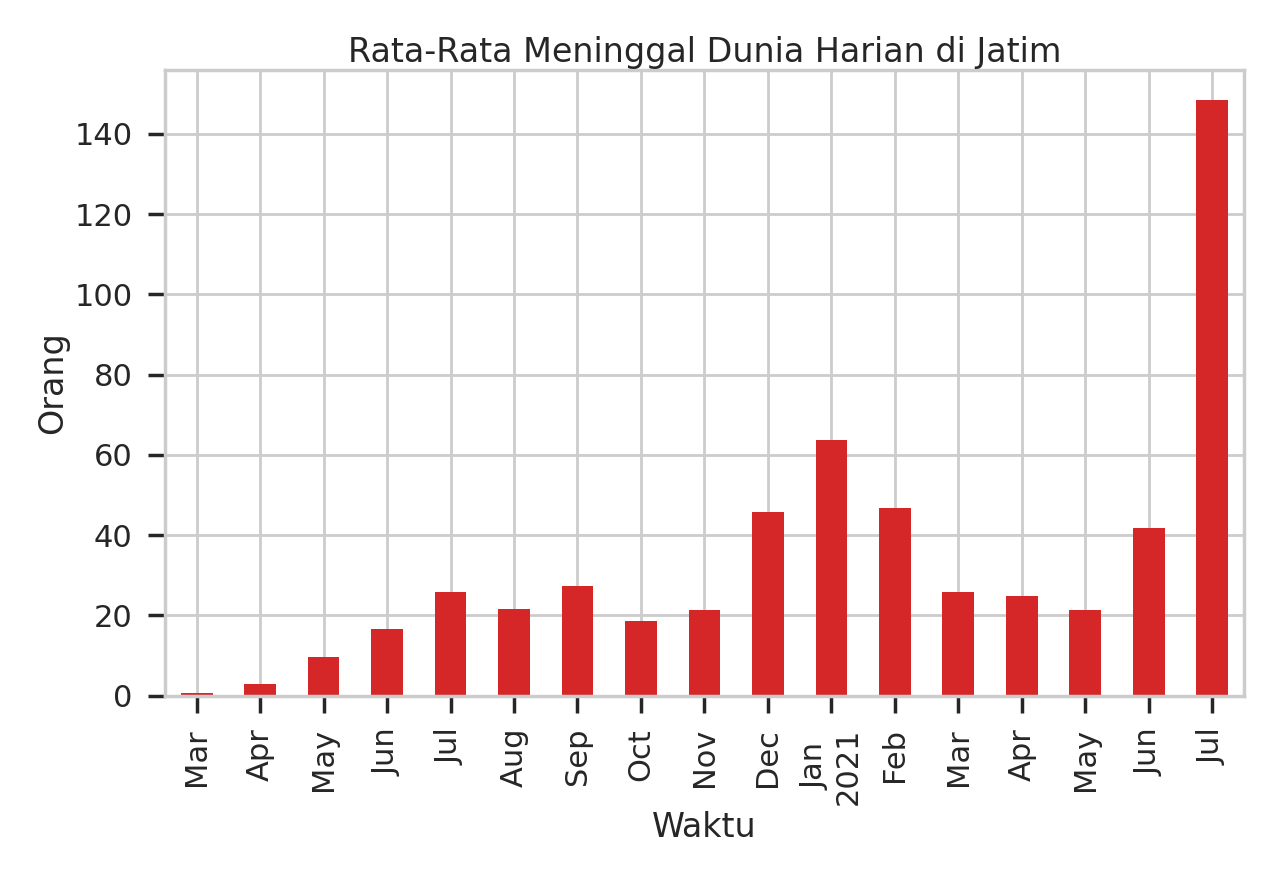 Rata-Rata Meninggal Dunia Harian di Jatim
140
120
100
80
60
40
20
0
Orang
Mar
Apr
May
Jun
Jul
Aug
Sep
Oct
Nov
Dec
Jan
2021
Feb
Mar
Apr
May
Jun
Jul
Waktu